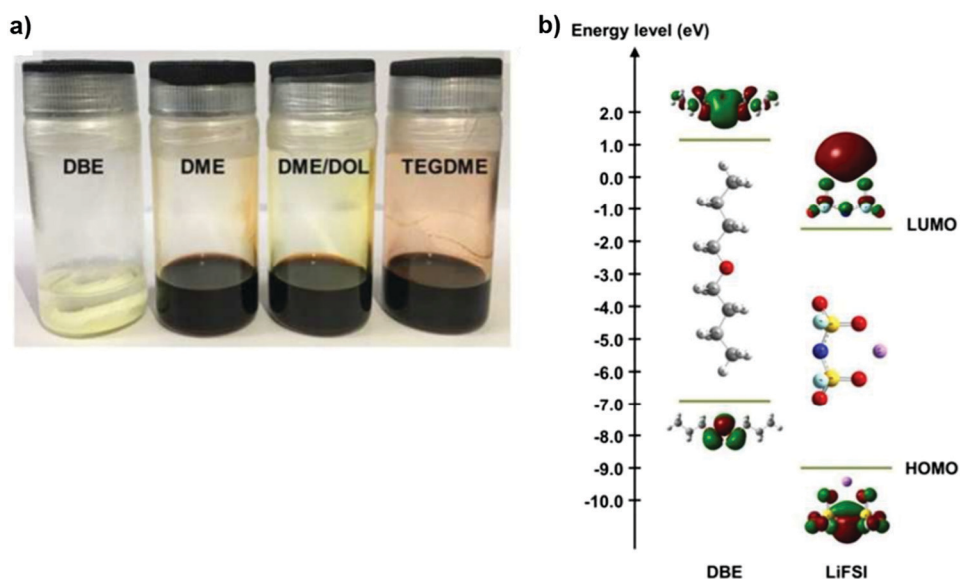 a)
DBE
DME
DME/DOL
TEGDME
b) Energy level (eV)
2.0
1.0
0.0
-1.0
-2.0
-3.0
-4.0
-5.0
-6.0
-7.0
-8.0
-9.0
-10.0
LUMO
HOMO
DBE
LiFSI